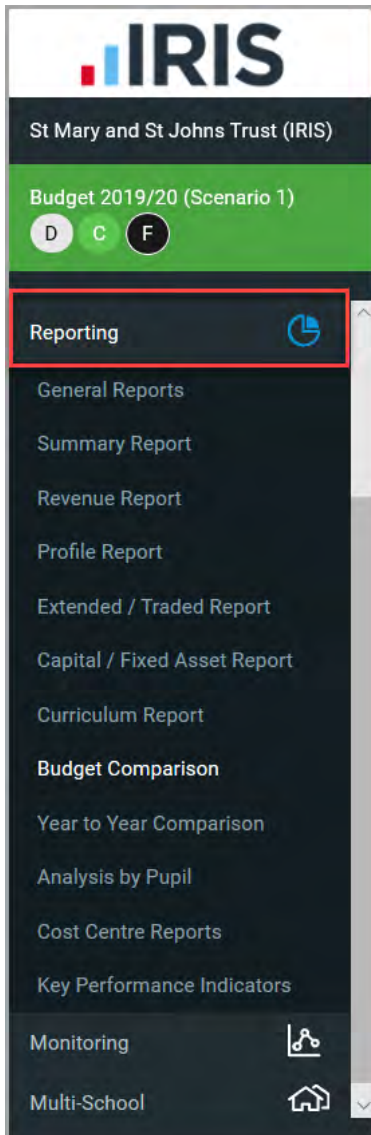 IRIS
St Mary and St Johns Trust (IRIS)
Budget 2019/20 (Scenario 1)
D C F
Reporting
General Reports
Summary Report
Revenue Report
Profile Report
Extended / Traded Report
Capital / Fixed Asset Report
Curriculum Report
Budget Comparison
Year to Year Comparison
Analysis by Pupil
Cost Centre Reports
Key Performance Indicators
Monitoring
Multi-School